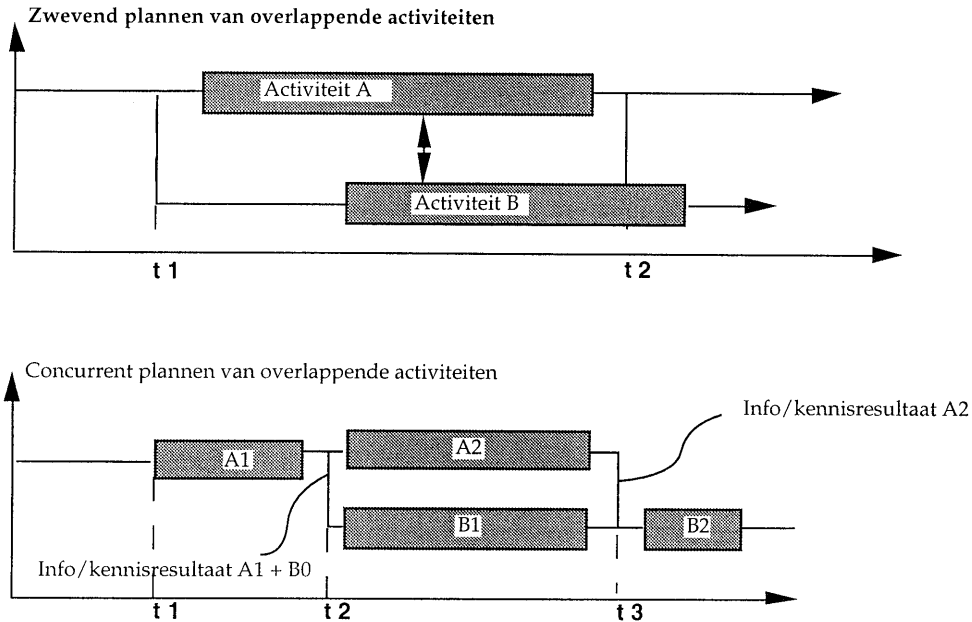 Zwevend plannen van overlappende activiteiten
Activiteit A
Activiteit B
t 1
t 2
Concurrent plannen van overlappende activiteiten
Info/kennisresultaat A2
A1
A2
B1
B2
Info/kennisresultaat A1 + B0
t 1
t 2
t 3